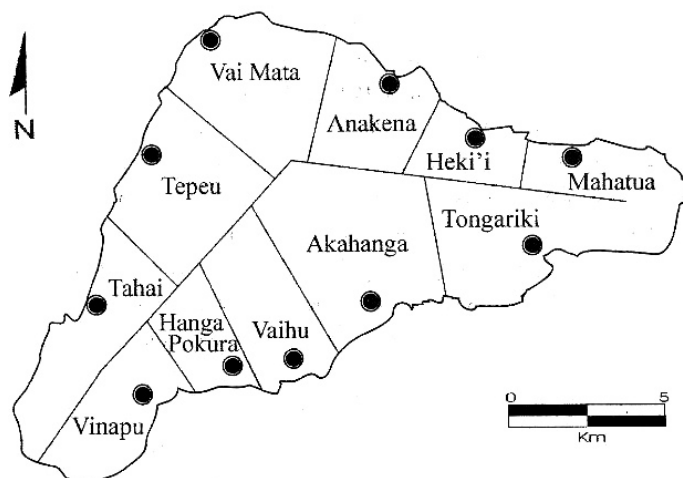 Vai Mata
N
Anakena
Heki'i
Mahatua
Tepeu
Tongariki
Akahanga
Tahai
Hanga
Pokura
Vaihu
Vinapu
0 5
Km